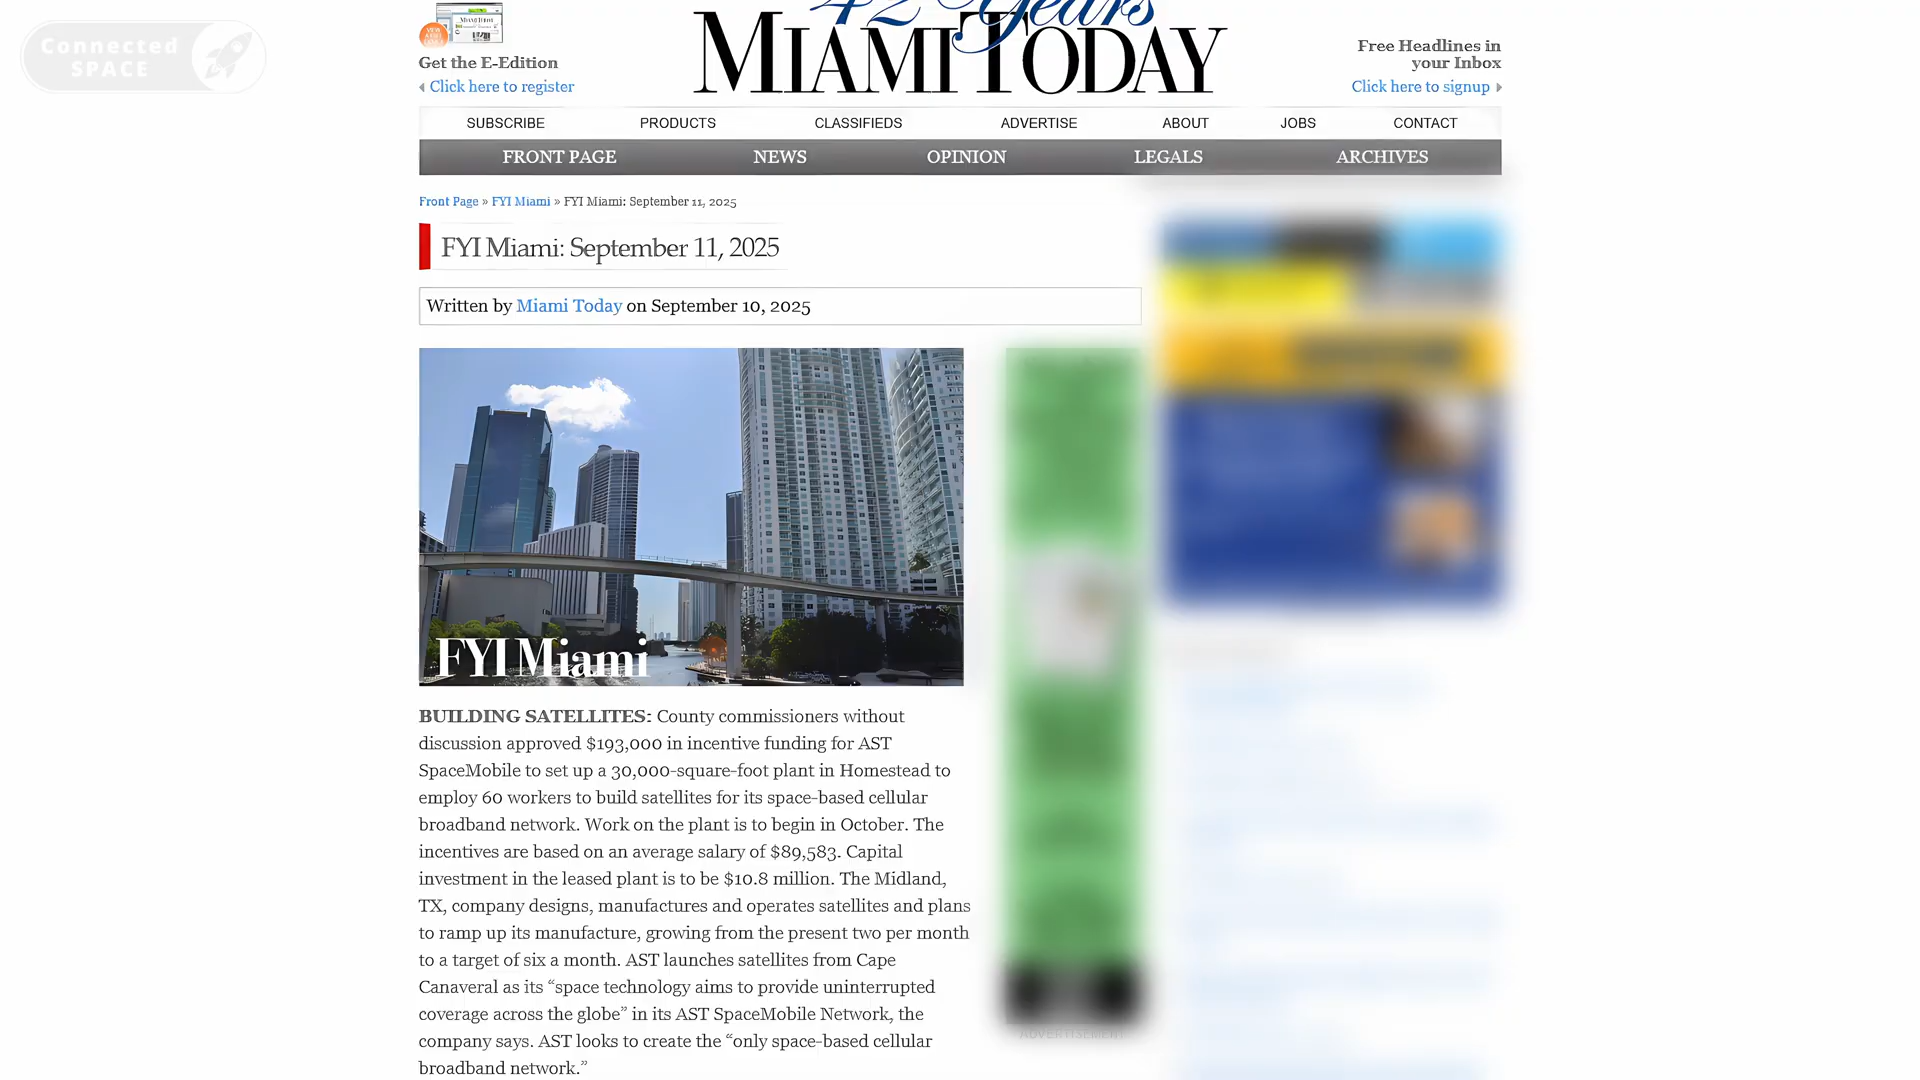 Connected
SPACE
42 Years
MIAMI TODAY
Get the E-Edition
Click here to register
Free Headlines in
your Inbox
Click here to signup
SUBSCRIBE PRODUCTS CLASSIFIEDS ADVERTISE ABOUT JOBS CONTACT
FRONT PAGE NEWS OPINION LEGALS ARCHIVES
Front Page » FYI Miami » FYI Miami: September 11, 2025
FYI Miami: September 11, 2025
Written by Miami Today on September 10, 2025
FYI Miami
BUILDING SATELLITES: County commissioners without
discussion approved $193,000 in incentive funding for AST
SpaceMobile to set up a 30,000-square-foot plant in Homestead to
employ 60 workers to build satellites for its space-based cellular
broadband network. Work on the plant is to begin in October. The
incentives are based on an average salary of $89,583. Capital
investment in the leased plant is to be $10.8 million. The Midland,
TX, company designs, manufactures and operates satellites and plans
to ramp up its manufacture, growing from the present two per month
to a target of six a month. AST launches satellites from Cape
Canaveral as its “space technology aims to provide uninterrupted
coverage across the globe” in its AST SpaceMobile Network, the
company says. AST looks to create the “only space-based cellular
broadband network.”
ADVERTISEMENT